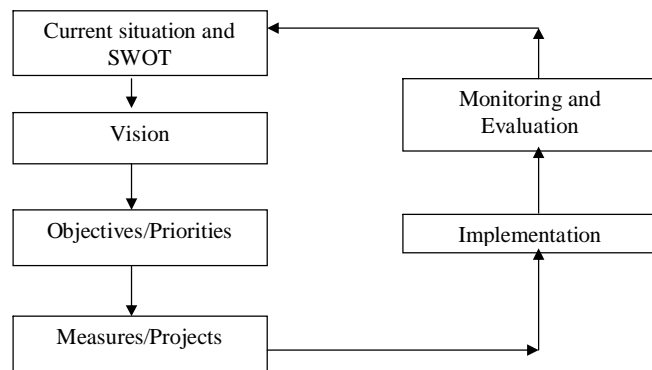 Current situation and
SWOT
Vision
Objectives/Priorities
Measures/Projects
Monitoring and
Evaluation
Implementation